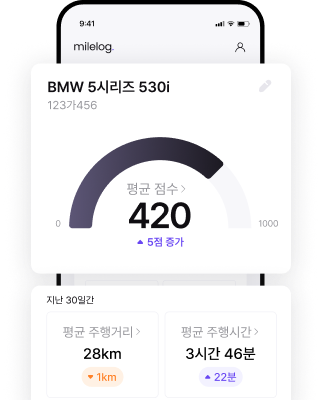 9:41
milelog.
BMW 5시리즈 530i
123가456
평균 점수
420
0
1000
5점 증가
지난 30일간
평균 주행거리
평균 주행시간
28km
3시간 46분
1km
22분